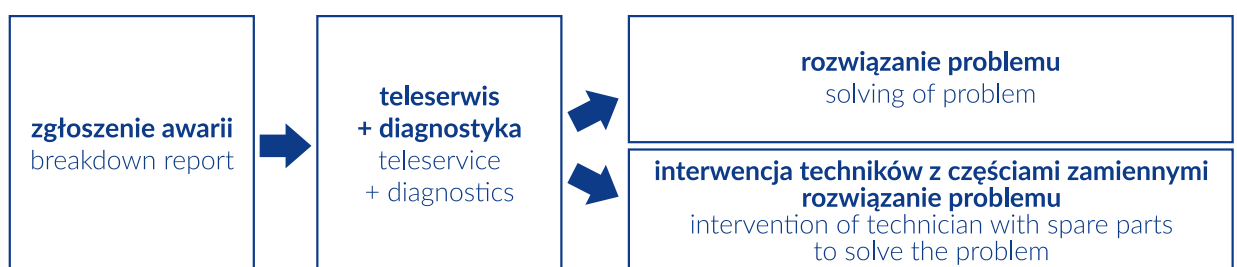 zgłoszenie awarii
breakdown report
teleserwis
+ diagnostyka
teleservice
+ diagnostics
rozwiązanie problemu
solving of problem
interwencja techników z częściami zamiennymi
rozwiązanie problemu
intervention of technician with spare parts
to solve the problem